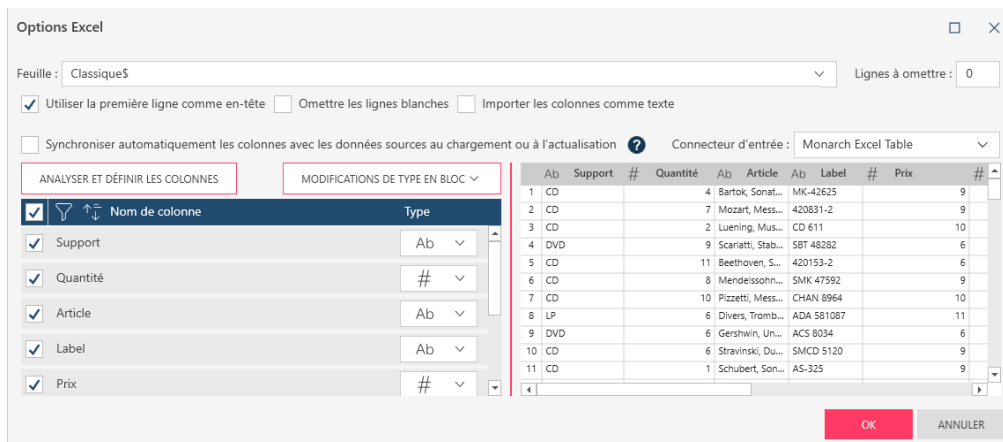 Options Excel
Feuille : Classique$ Lignes à omettre : 0
Utiliser la première ligne comme en-tête Omettre les lignes blanches Importer les colonnes comme texte
Synchroniser automatiquement les colonnes avec les données sources au chargement ou à l'actualisation ? Connecteur d'entrée : Monarch Excel Table
ANALYSER ET DÉFINIR LES COLONNES MODIFICATIONS DE TYPE EN BLOC
Nom de colonne Type
Support Ab
Quantité #
Article Ab
Label Ab
Prix #
Ab Support # Quantité Ab Article Ab Label # Prix #
1 CD 4 Bartok, Sonat... MK-42625 9
2 CD 7 Mozart, Mess... 420831-2 9
3 CD 2 Luening, Mus... CD 611 10
4 DVD 9 Scarlatti, Stab... SBT 48282 6
5 CD 11 Beethoven, S... 420153-2 6
6 CD 8 Mendelssohn... SMK 47592 9
7 CD 10 Pizzetti, Mess... CHAN 8964 10
8 LP 6 Divers, Tromb... ADA 581087 11
9 DVD 6 Gershwin, Un... ACS 8034 6
10 CD 6 Stravinski, Du... SMCD 5120 9
11 CD 1 Schubert, Son... AS-325 9
OK ANNULER